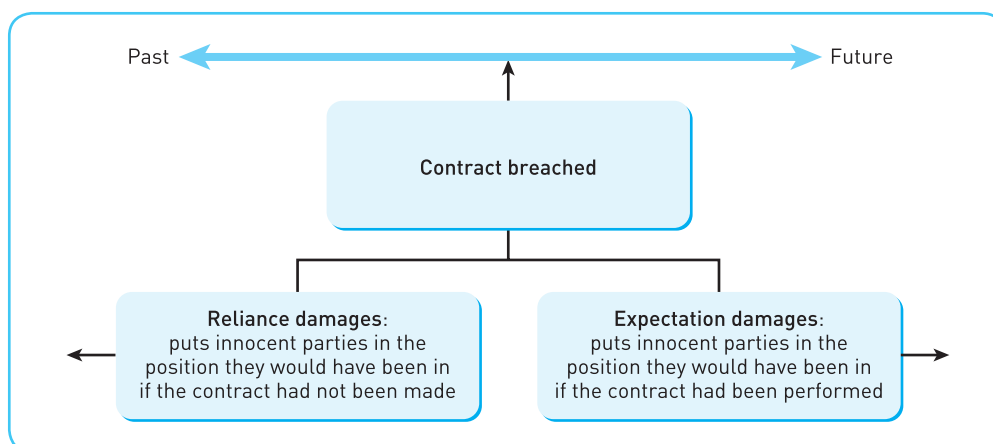 Past
Future
Contract breached
Reliance damages:
puts innocent parties in the
position they would have been in
if the contract had not been made
Expectation damages:
puts innocent parties in the
position they would have been in
if the contract had been performed